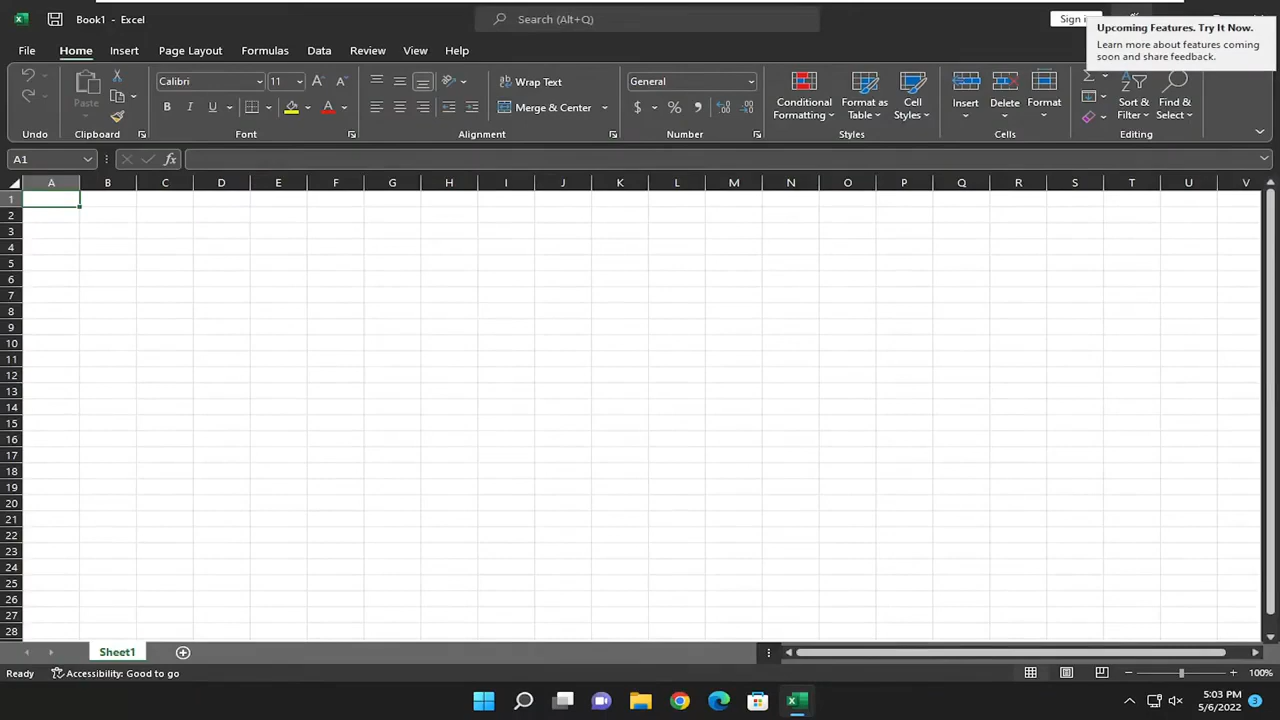 Book1 - Excel
Search (Alt+Q)
Sign i
Upcoming Features. Try It Now.
Learn more about features coming
soon and share feedback.
File Home Insert Page Layout Formulas Data Review View Help
Paste
Undo
Clipboard
Calibri 11
B I U
A
Font
ab
Wrap Text
Merge & Center
Alignment
General
$ %
Number
Conditional
Formatting
Format as
Table
Cell
Styles
Styles
Insert
Delete
Format
Cells
Sort &
Filter
Find &
Select
Editing
A1
fx
A B C D E F G H I J K L M N O P Q R S T U V
1
2
3
4
5
6
7
8
9
10
11
12
13
14
15
16
17
18
19
20
21
22
23
24
25
26
27
28
Sheet1
Ready Accessibility: Good to go 100%
5:03 PM
5/6/2022
3